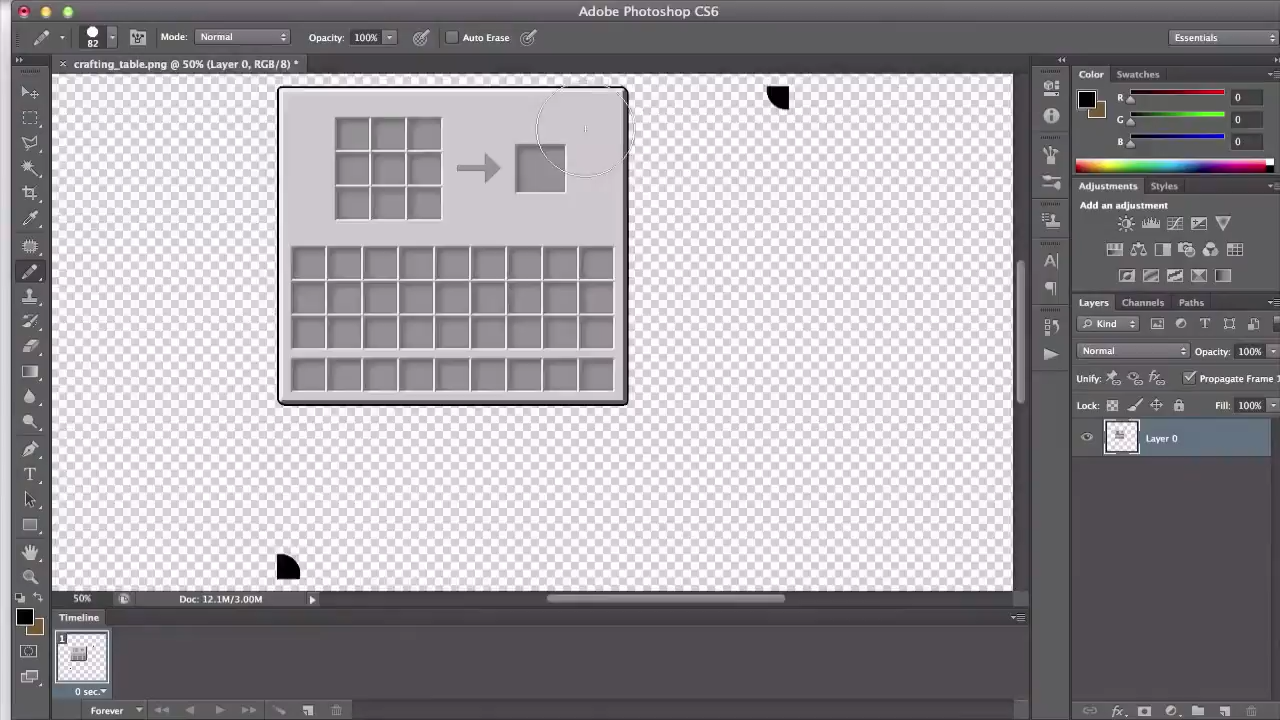 Adobe Photoshop CS6
82
Mode: Normal
Opacity: 100%
Auto Erase
Essentials
crafting_table.png @ 50% (Layer 0, RGB/8) *
Color
Swatches
R 0
G 0
B 0
Adjustments
Styles
Add an adjustment
Layers
Channels
Paths
Kind
Normal
Opacity: 100%
Unify:
Propagate Frame 1
Lock:
Fill: 100%
Layer 0
50%
Doc: 12.1M/3.00M
Timeline
1
0 sec.
Forever